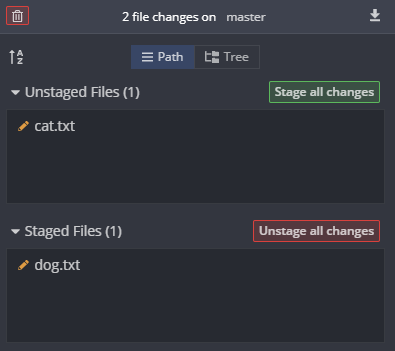 2 file changes on master
A
Z
Path Tree
Unstaged Files (1) Stage all changes
cat.txt
Staged Files (1) Unstage all changes
dog.txt